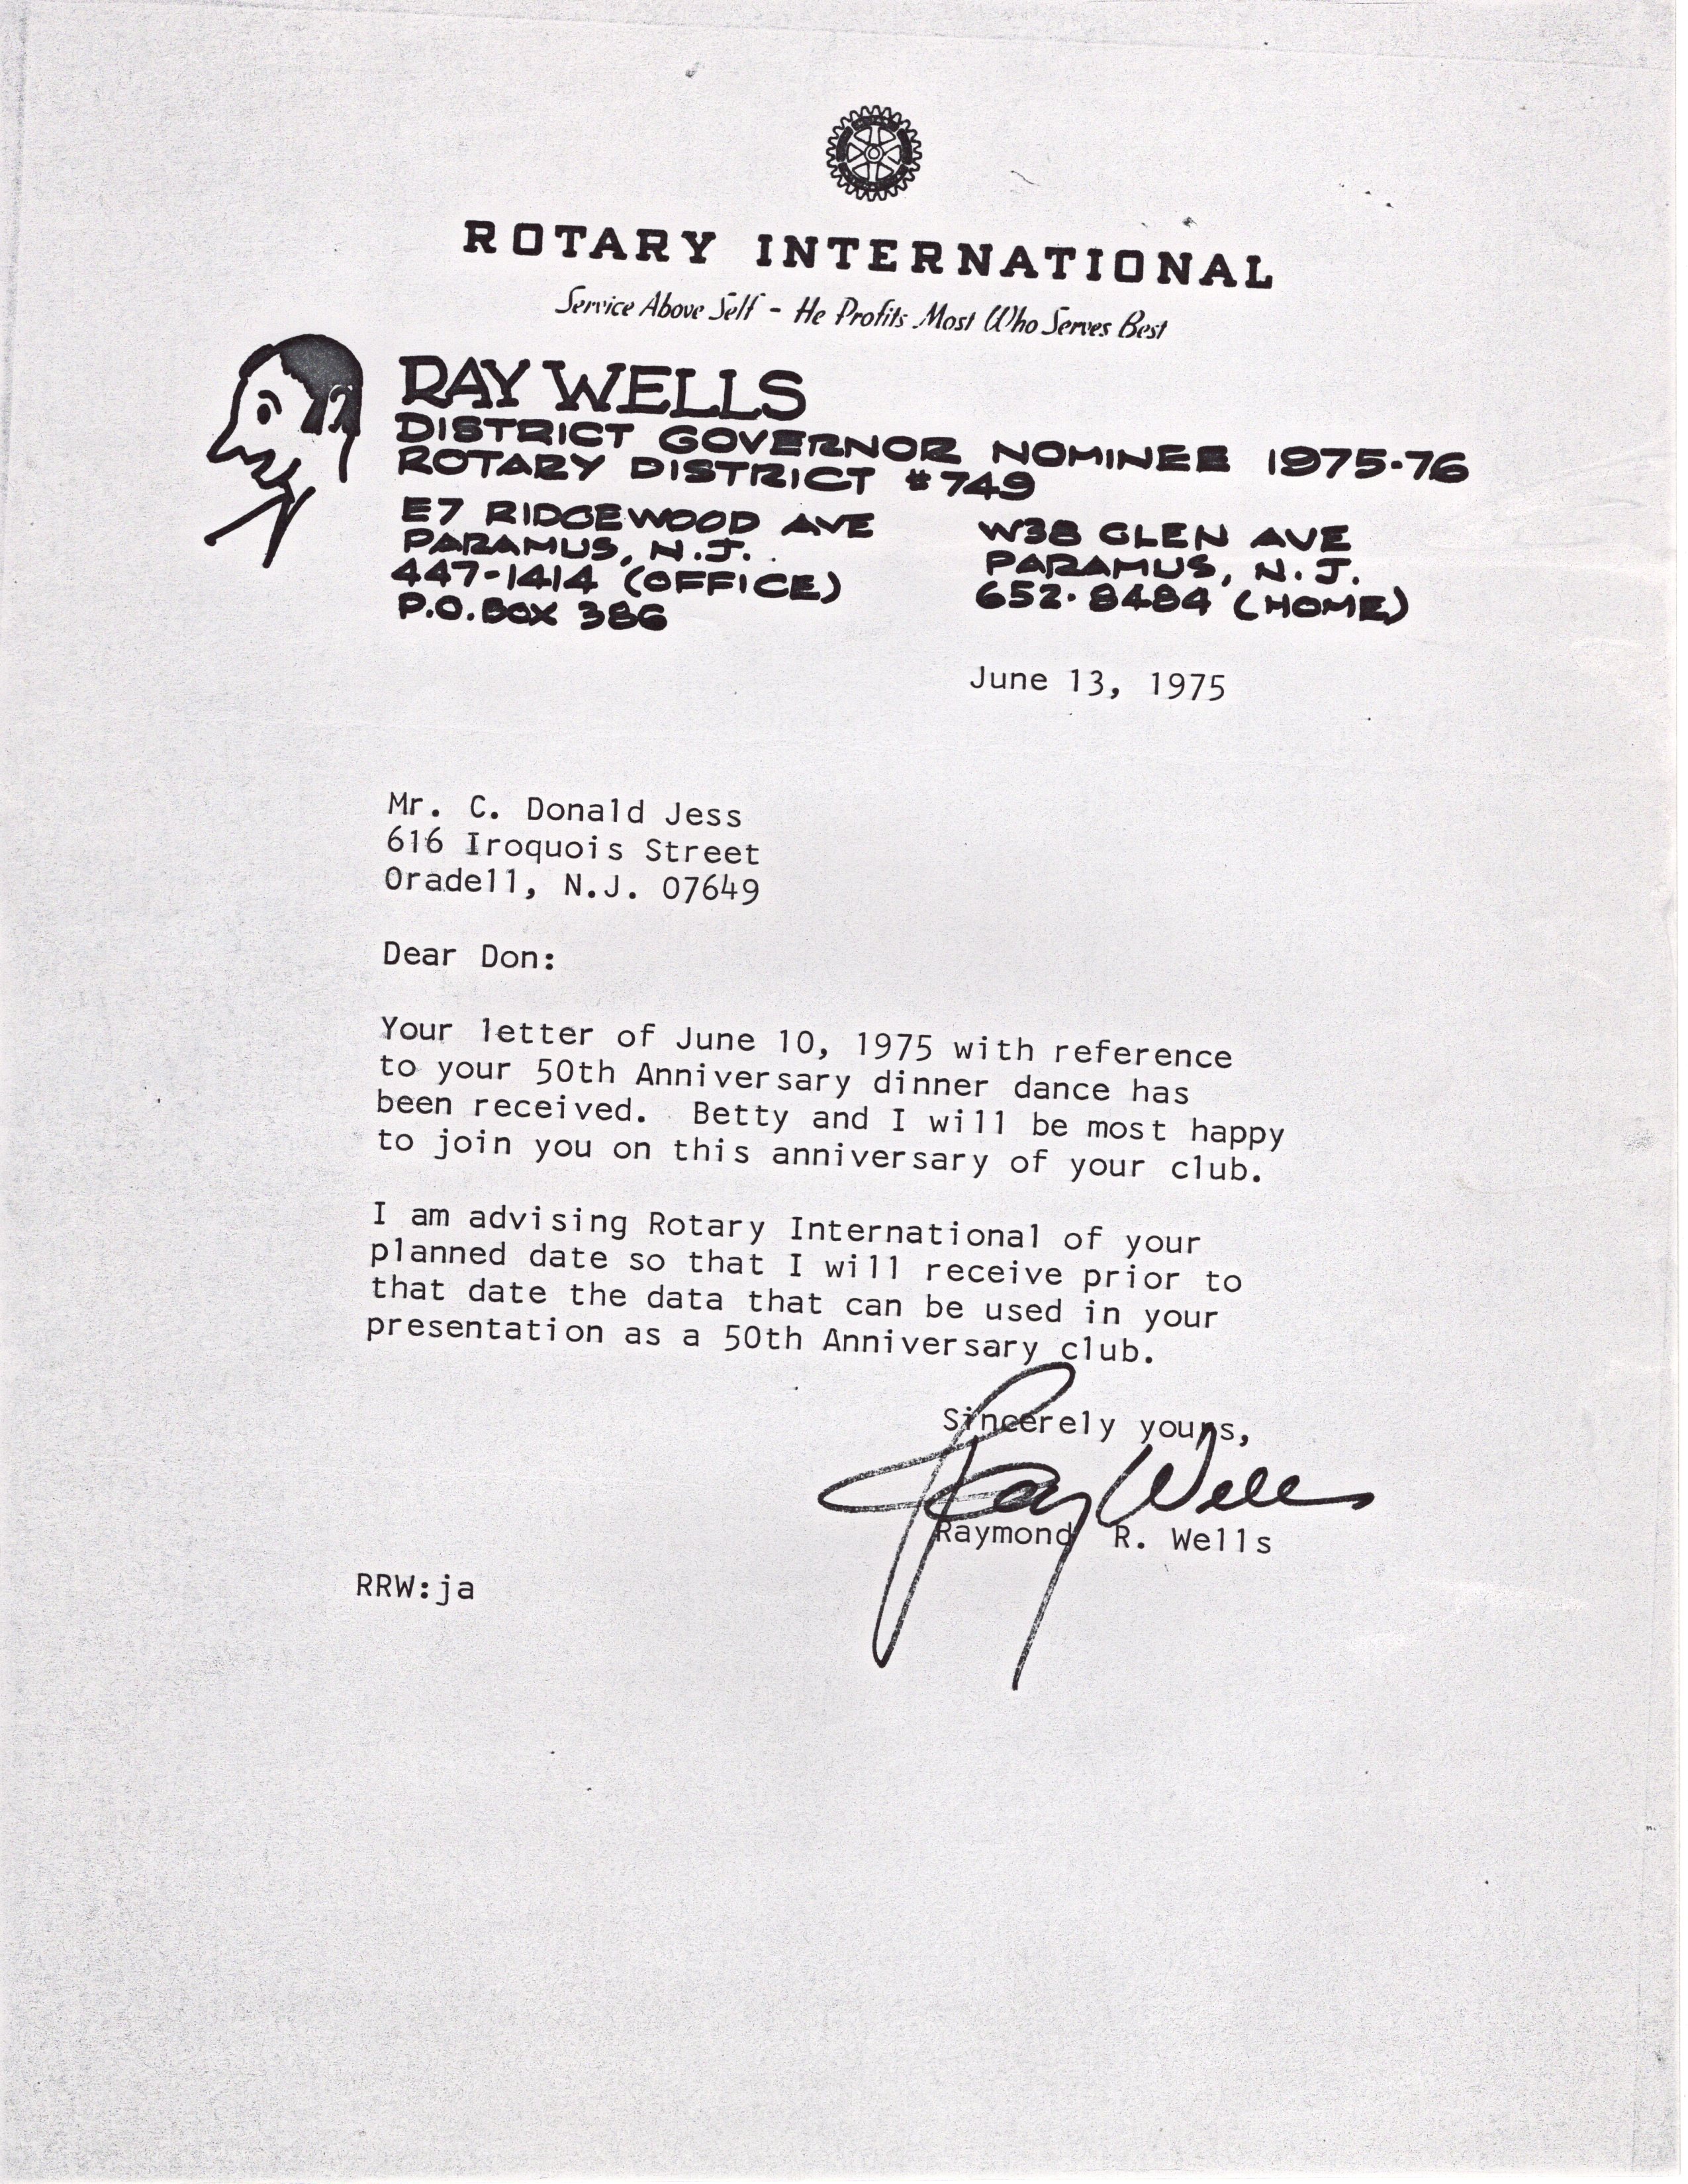 ROTARY INTERNATIONAL
Service Above Self - He Profits Most Who Serves Best
RAY WELLS
DISTRICT GOVERNOR NOMINEE 1975-76
ROTARY DISTRICT #749
E7 RIDGEWOOD AVE
PARAMUS, N.J.
447-1414 (OFFICE)
P.O. BOX 386
W38 GLEN AVE
PARAMUS, N.J.
652-8484 (HOME)
June 13, 1975
Mr. C. Donald Jess
616 Iroquois Street
Oradell, N.J. 07649
Dear Don:
Your letter of June 10, 1975 with reference
to your 50th Anniversary dinner dance has
been received. Betty and I will be most happy
to join you on this anniversary of your club.
I am advising Rotary International of your
planned date so that I will receive prior to
that date the data that can be used in your
presentation as a 50th Anniversary club.
Sincerely yours,
Ray Wells
Raymond R. Wells
RRW:ja